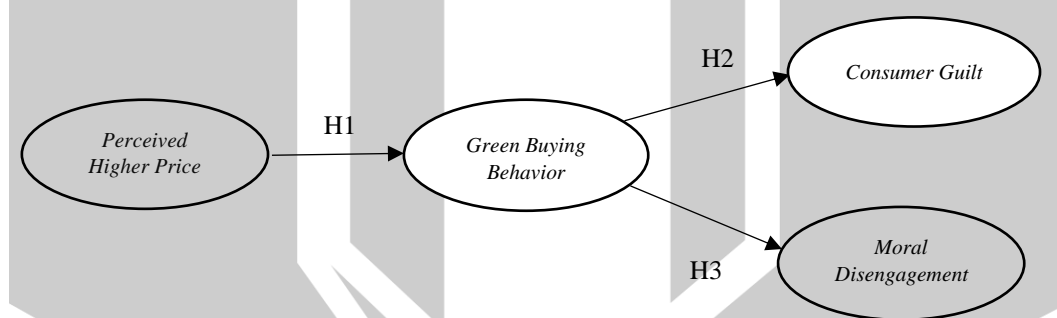 H2
Consumer Guilt
H1
Perceived
Higher Price
Green Buying
Behavior
Moral
Disengagement
H3